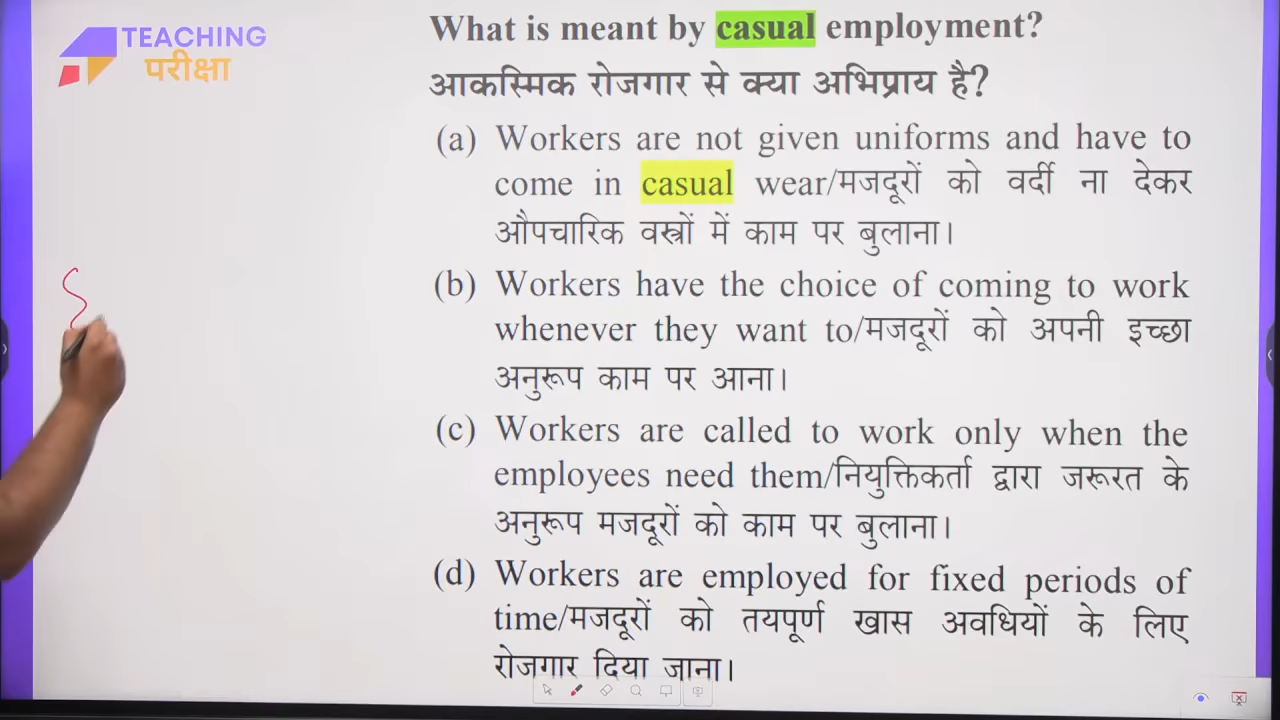 TEACHING
परीक्षा
What is meant by casual employment?
आकस्मिक रोजगार से क्या अभिप्राय है?
(a) Workers are not given uniforms and have to
come in casual wear/मजदूरों को वर्दी ना देकर
औपचारिक वस्त्रों में काम पर बुलाना।
(b) Workers have the choice of coming to work
whenever they want to/मजदूरों को अपनी इच्छा
अनुरूप काम पर आना।
(c) Workers are called to work only when the
employees need them/नियुक्तिकर्ता द्वारा जरूरत के
अनुरूप मजदूरों को काम पर बुलाना।
(d) Workers are employed for fixed periods of
time/मजदूरों को तयपूर्ण खास अवधियों के लिए
रोजगार दिया जाना।